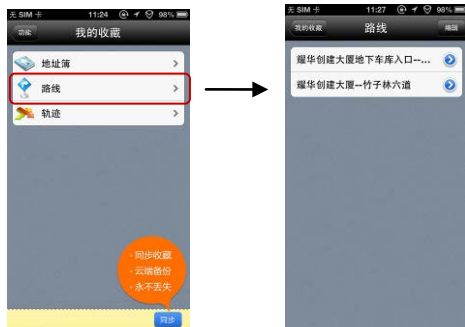 无 SIM 卡 11:24 98%
功能 我的收藏
地址簿
路线
轨迹
·同步收藏
·云端备份
·永不丢失
同步
无 SIM 卡 11:27 98%
我的收藏 路线 编辑
耀华创建大厦地下车库入口--...
耀华创建大厦--竹子林六道